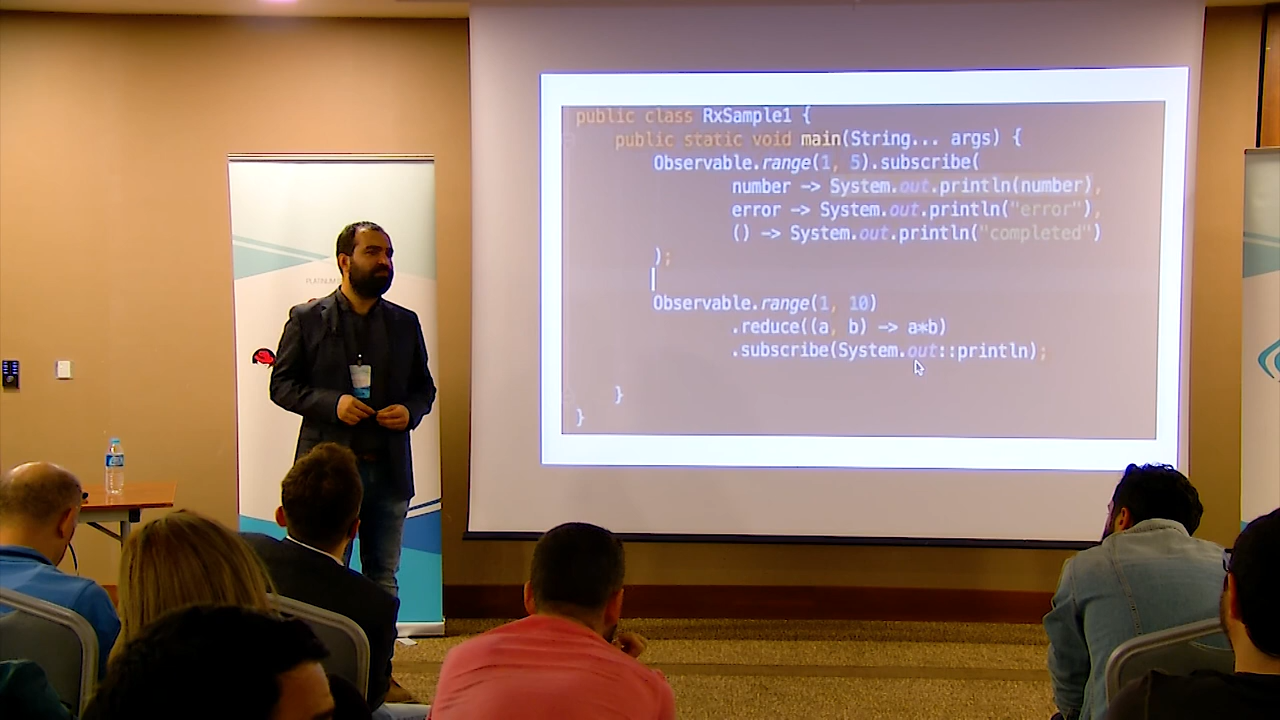 public class RxSample1 {
public static void main(String... args) {
Observable.range(1, 5).subscribe(
number -> System.out.println(number),
error -> System.out.println("error"),
() -> System.out.println("completed")
);
Observable.range(1, 10)
.reduce((a, b) -> a*b)
.subscribe(System.out::println);
}
}
PLATINUM